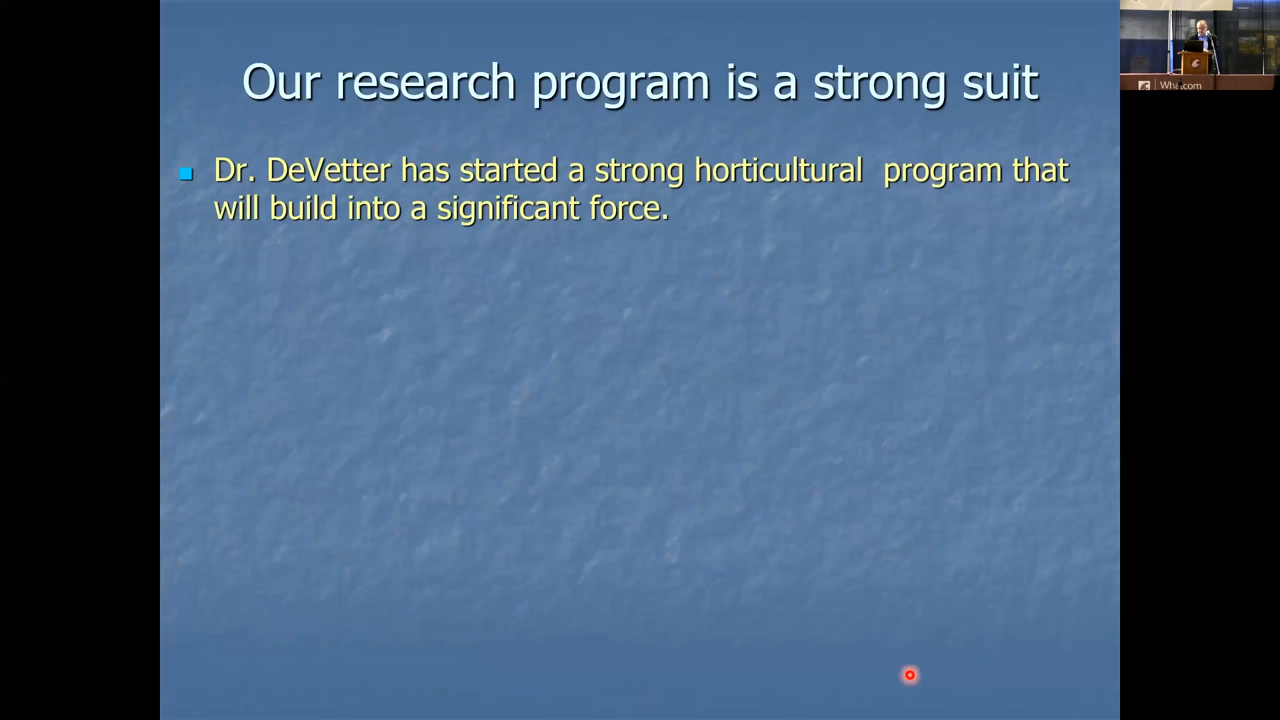 Our research program is a strong suit
Dr. DeVetter has started a strong horticultural program that
will build into a significant force.
Whatcom